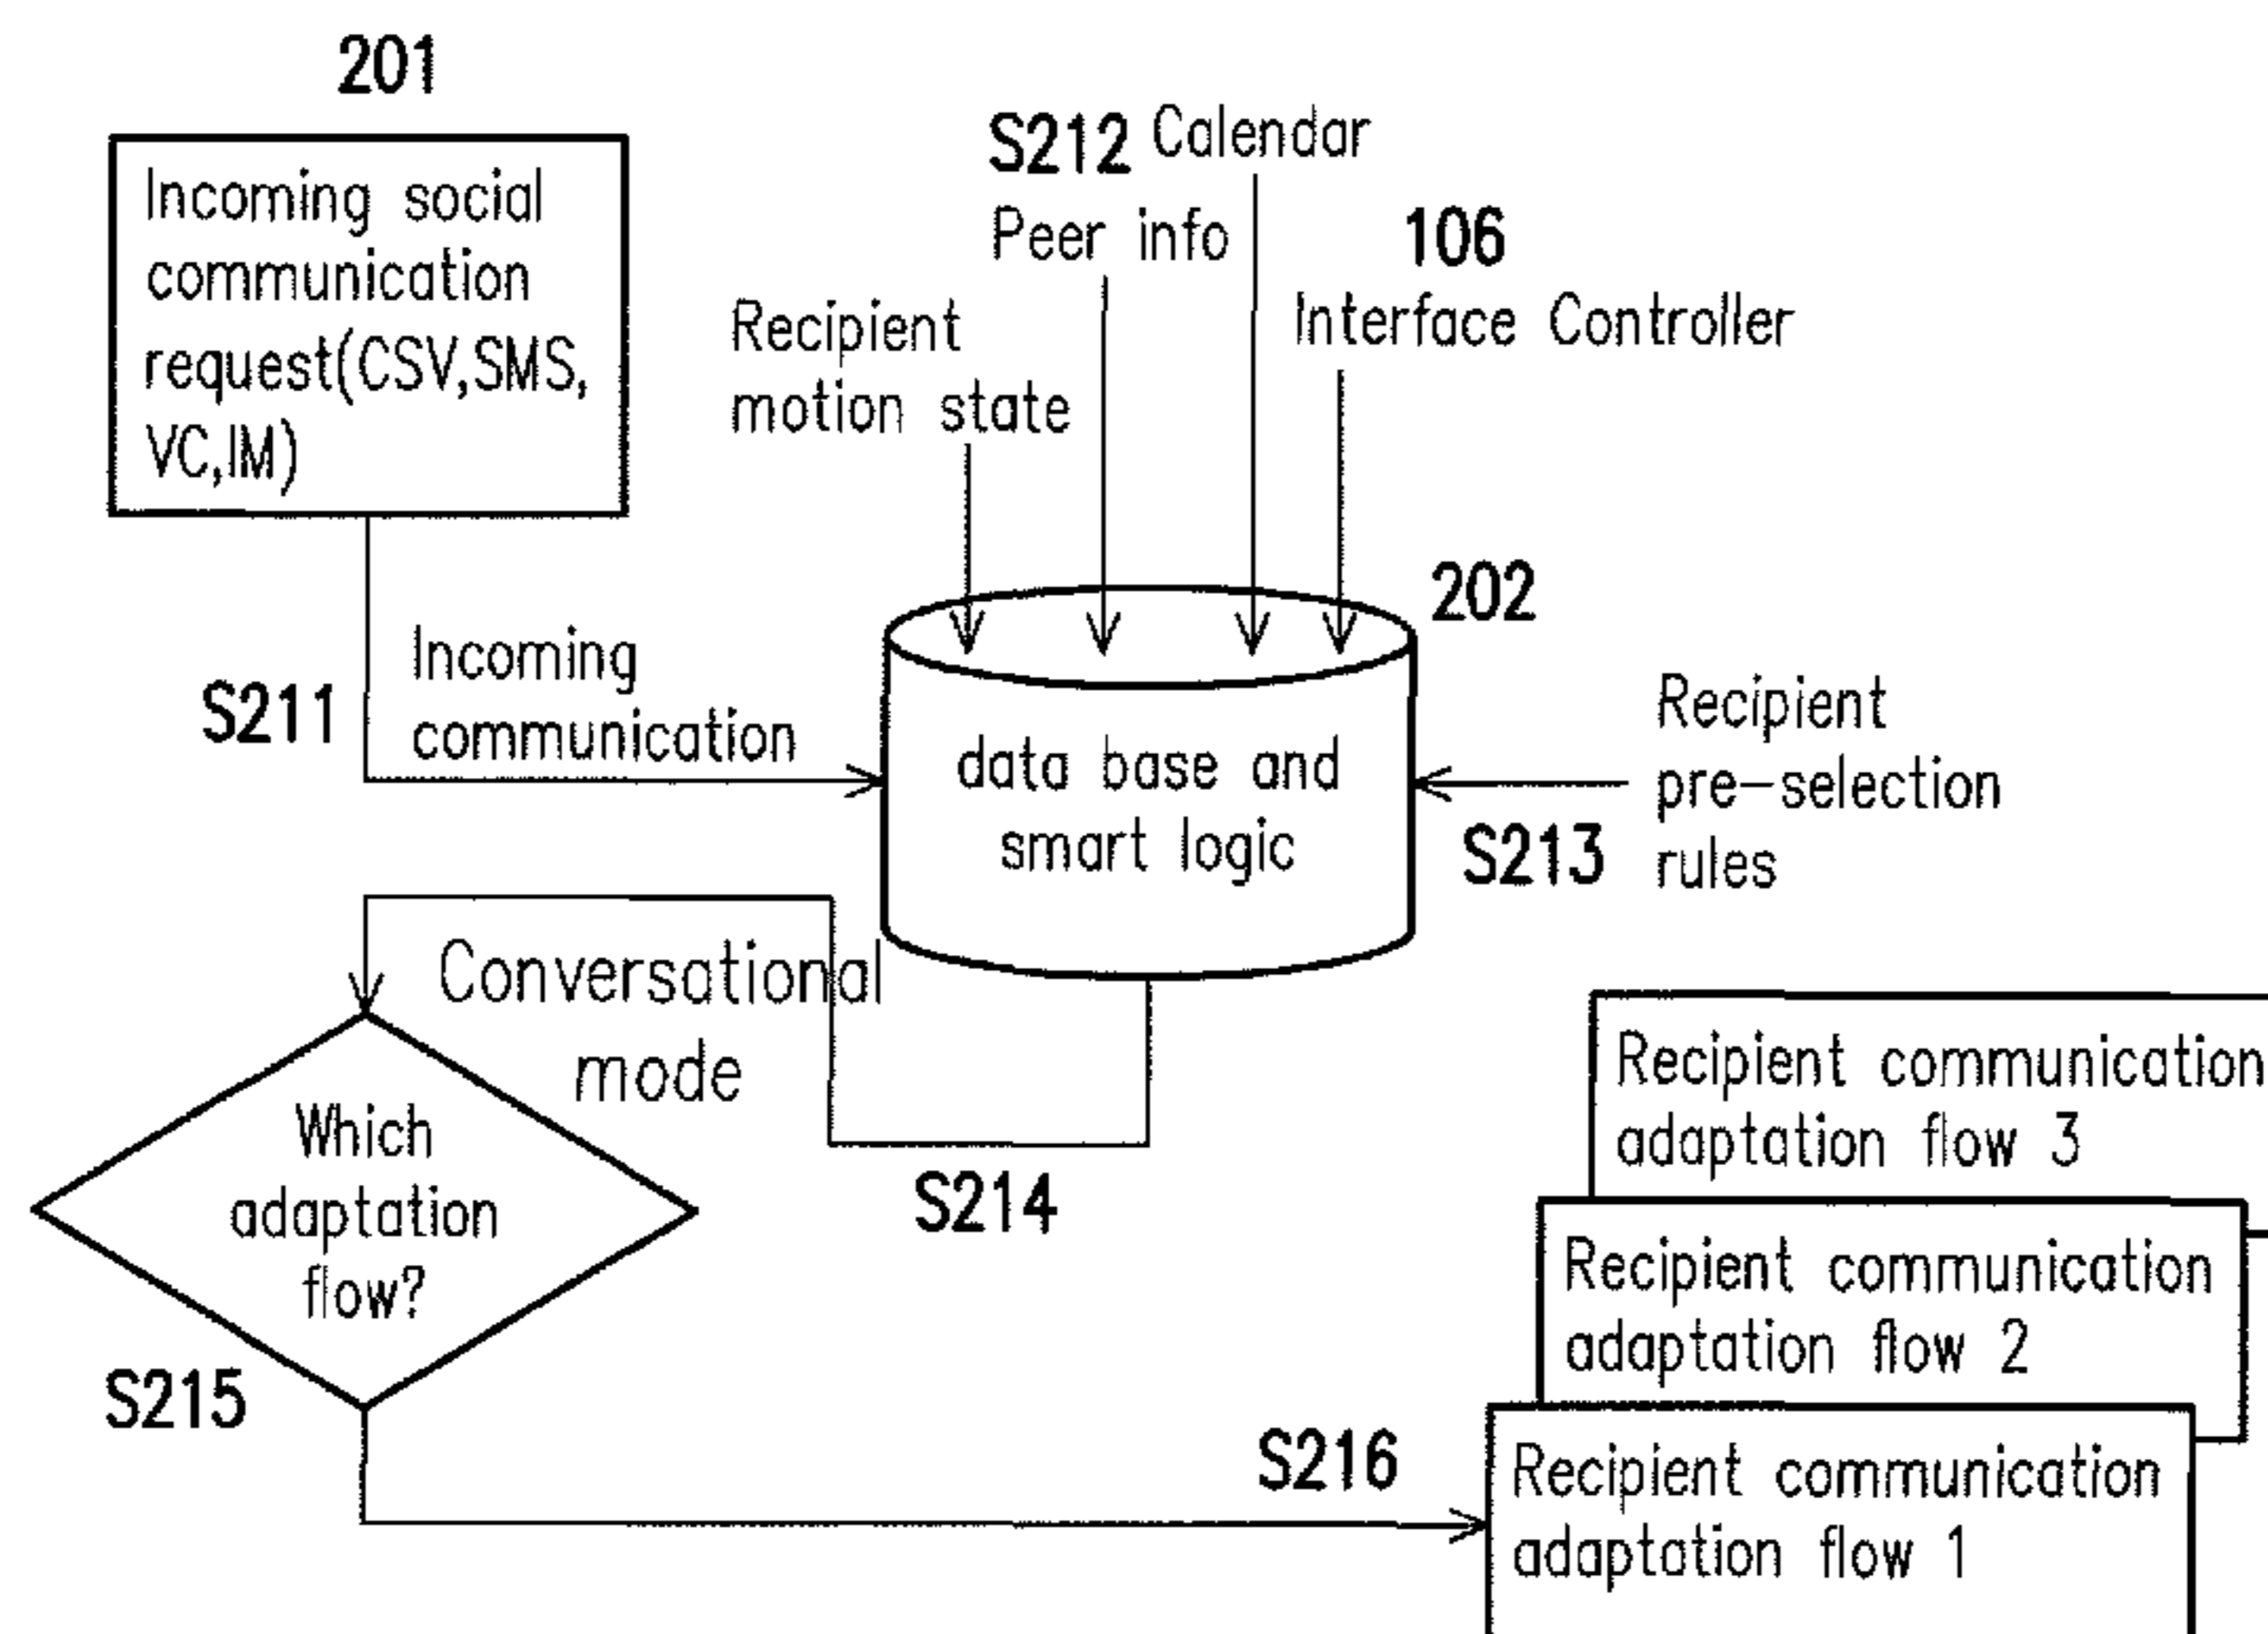 201
Incoming social
communication
request(CSV,SMS,
VC,IM)
S212 Calendar
Peer info
106
Interface Controller
Recipient
motion state
202
S211
Incoming
communication
data base and
smart logic
Recipient
pre-selection
rules
S213
Conversational
mode
S214
Which
adaptation
flow?
S215
S216
Recipient communication
adaptation flow 3
Recipient communication
adaptation flow 2
Recipient communication
adaptation flow 1